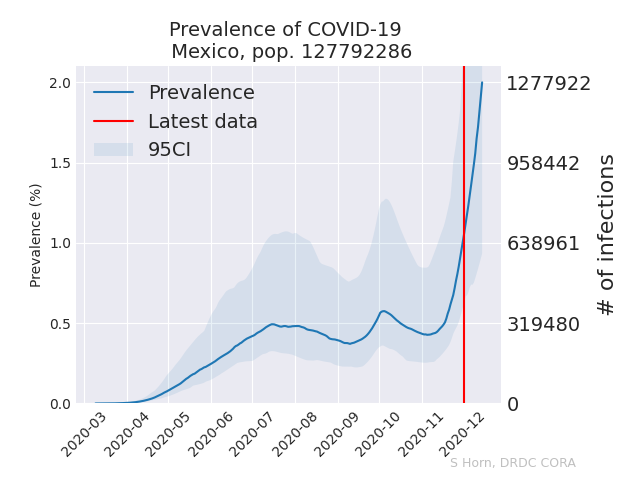 Prevalence of COVID-19
Mexico, pop. 127792286
Prevalence
Latest data
95CI
Prevalence (%)
2.0
1.5
1.0
0.5
0.0
1277922
958442
638961
319480
0
# of infections
2020-03
2020-04
2020-05
2020-06
2020-07
2020-08
2020-09
2020-10
2020-11
2020-12
S Horn, DRDC CORA